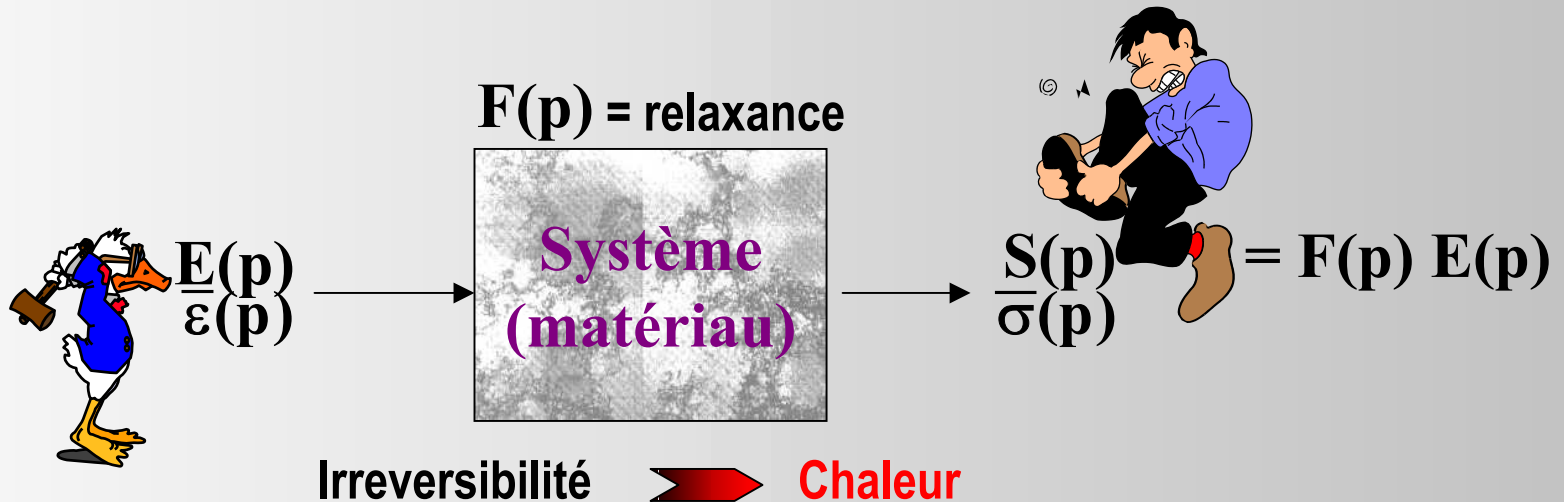 F(p) = relaxance
E(p)
ε̅(p)
Système
(matériau)
S(p) = F(p) E(p)
σ̅(p)
Irreversibilité Chaleur